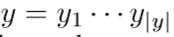 y = y₁ ⋯ y|y|